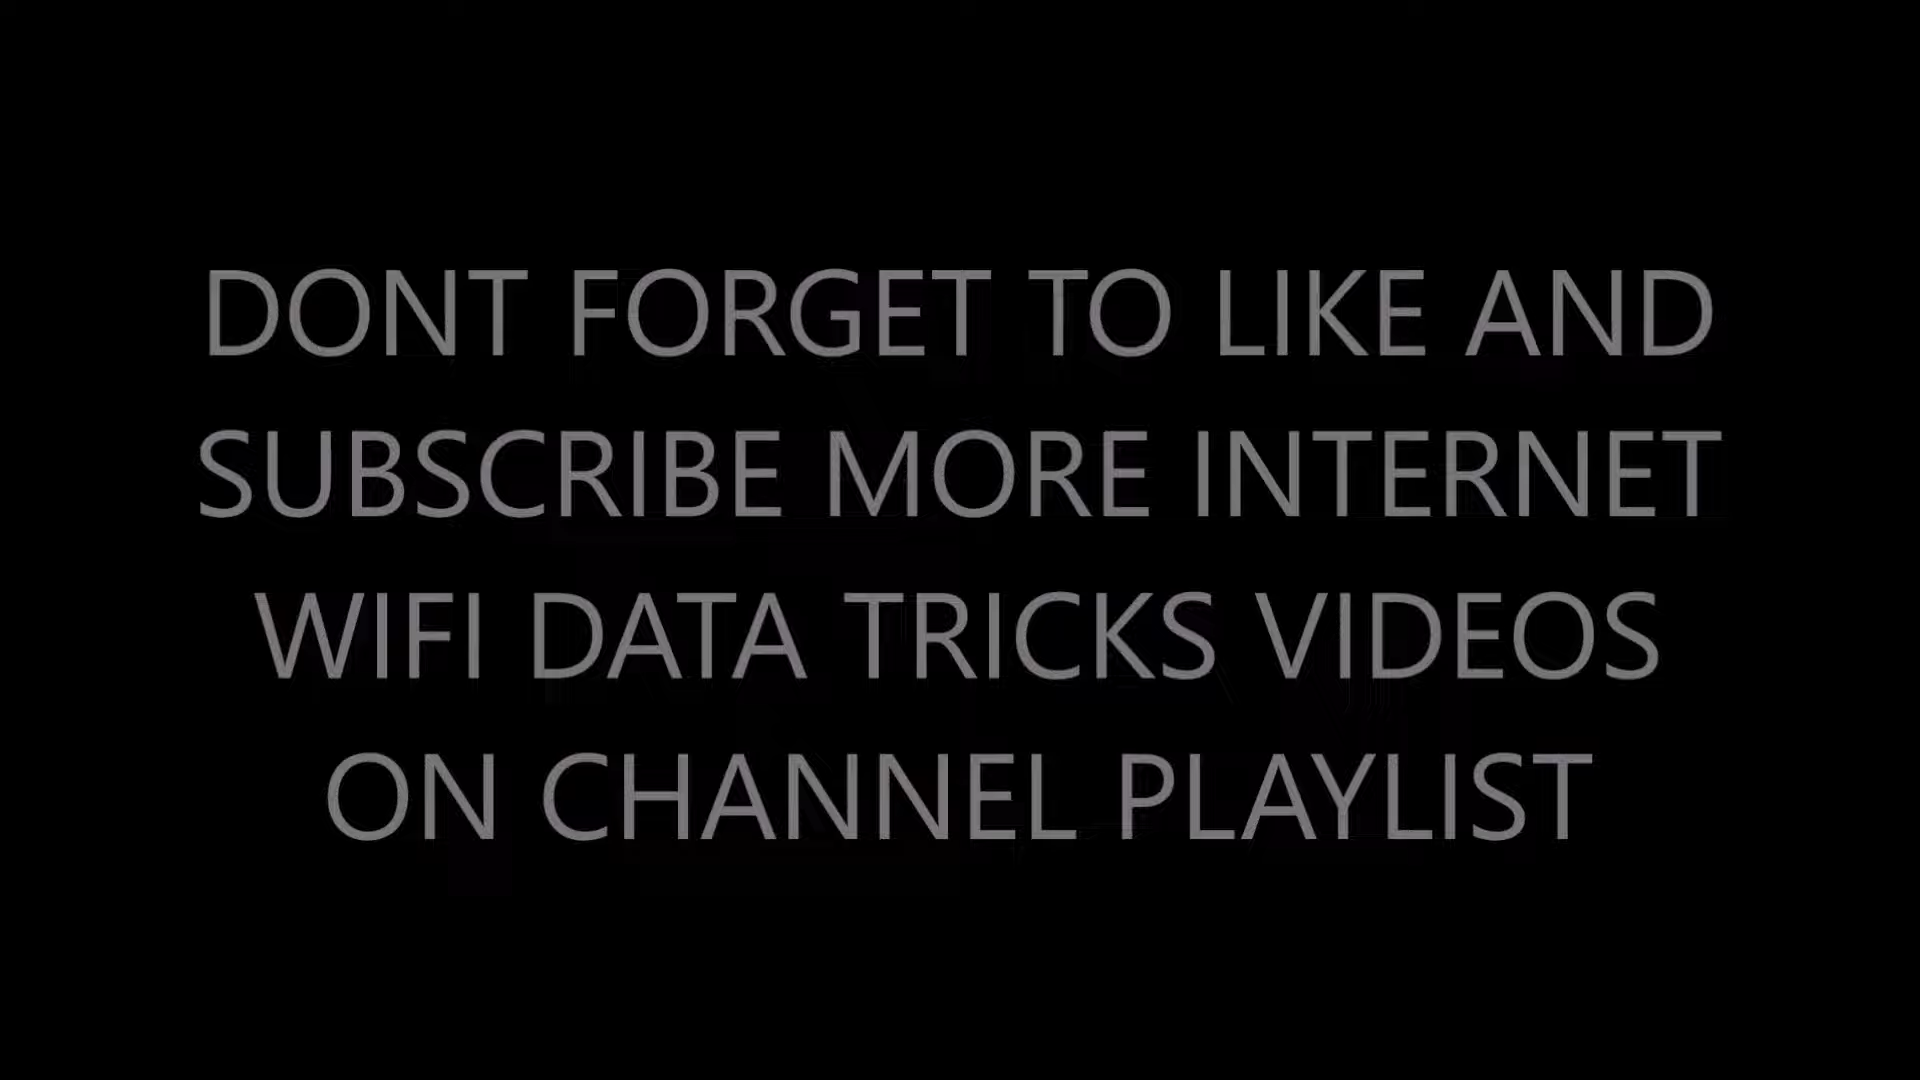 DONT FORGET TO LIKE AND
SUBSCRIBE MORE INTERNET
WIFI DATA TRICKS VIDEOS
ON CHANNEL PLAYLIST